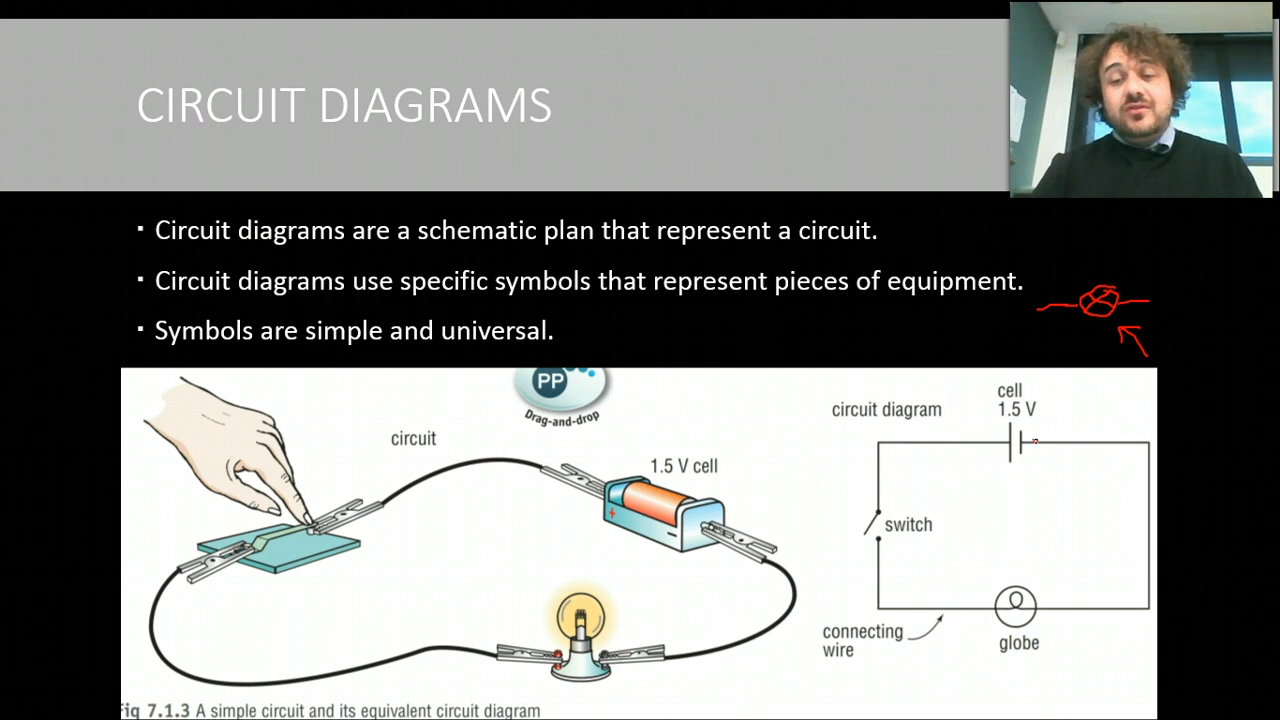 CIRCUIT DIAGRAMS
▪ Circuit diagrams are a schematic plan that represent a circuit.
▪ Circuit diagrams use specific symbols that represent pieces of equipment.
▪ Symbols are simple and universal.
PP
Drag-and-drop
circuit
1.5 V cell
+
−
circuit diagram
cell
1.5 V
switch
connecting
wire
globe
Fig 7.1.3 A simple circuit and its equivalent circuit diagram